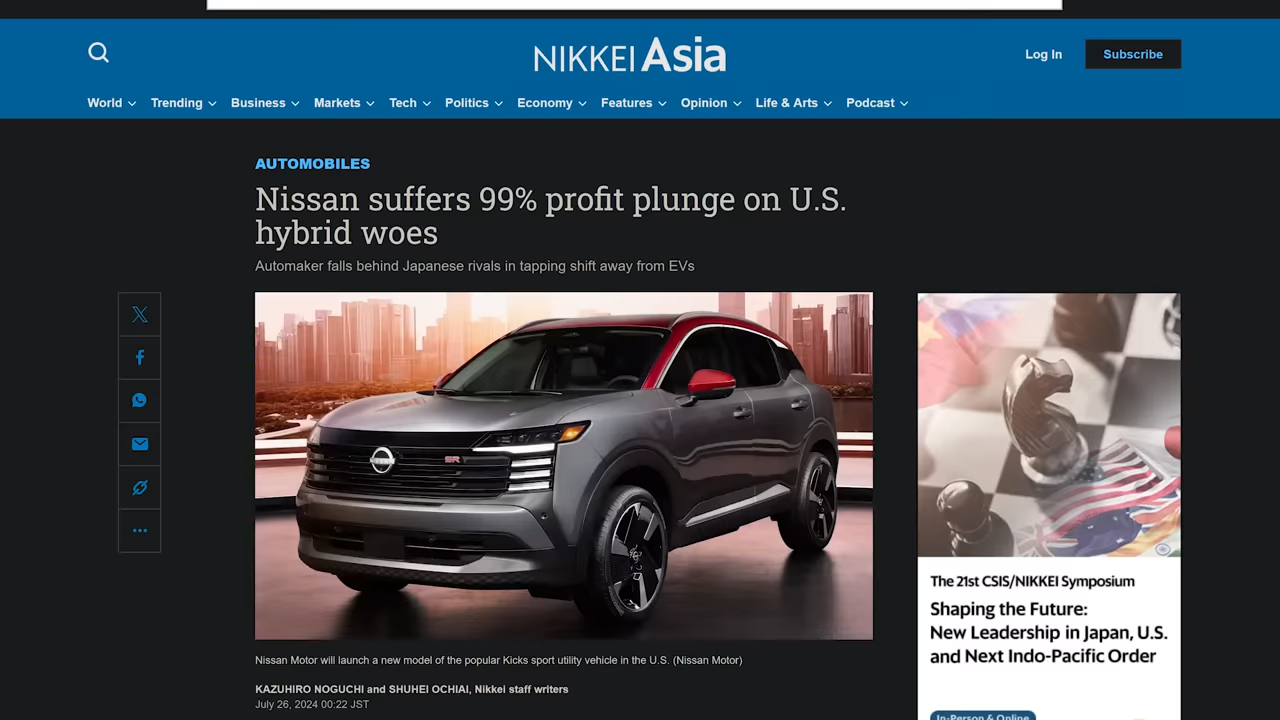 NIKKEI Asia
Log In
Subscribe
World
Trending
Business
Markets
Tech
Politics
Economy
Features
Opinion
Life & Arts
Podcast
AUTOMOBILES
Nissan suffers 99% profit plunge on U.S.
hybrid woes
Automaker falls behind Japanese rivals in tapping shift away from EVs
NISSAN
SR
Nissan Motor will launch a new model of the popular Kicks sport utility vehicle in the U.S. (Nissan Motor)
KAZUHIRO NOGUCHI and SHUHEI OCHIAI, Nikkei staff writers
July 26, 2024 00:22 JST
The 21st CSIS/NIKKEI Symposium
Shaping the Future:
New Leadership in Japan, U.S.
and Next Indo-Pacific Order
In-Person & Online